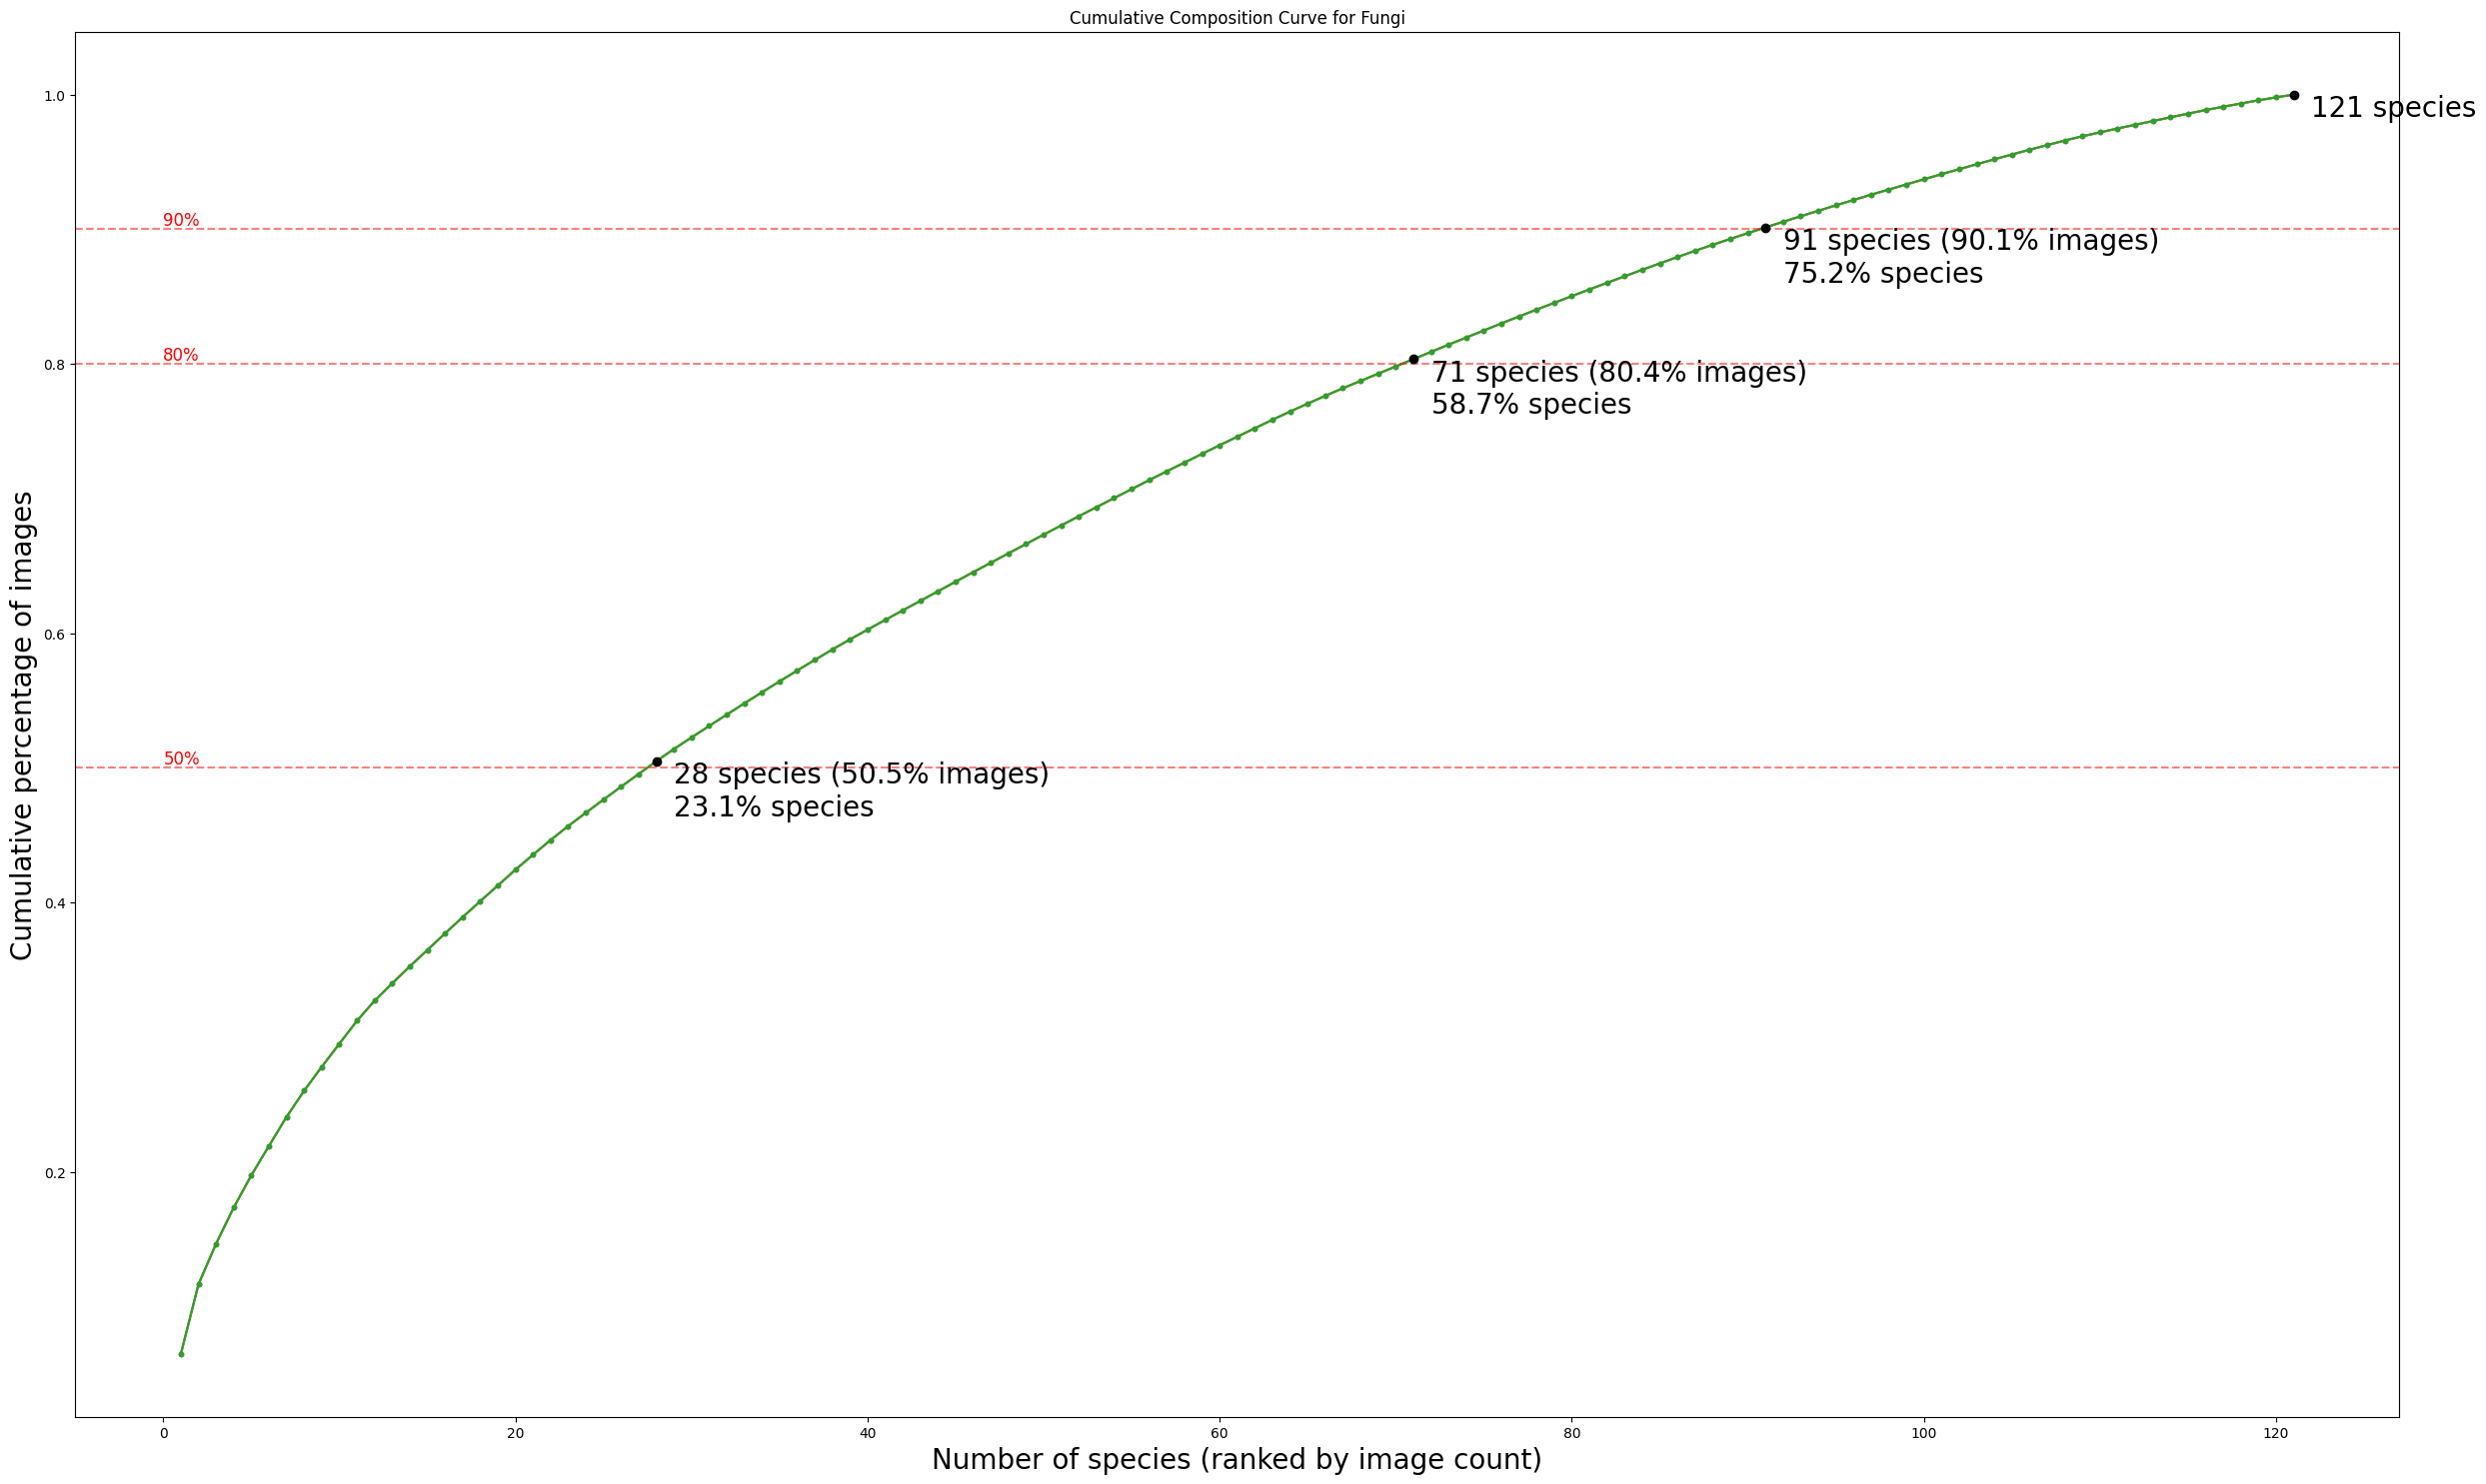 Cumulative Composition Curve for Fungi
Cumulative percentage of images
1.0
0.8
0.6
0.4
0.2
90%
80%
50%
121 species
91 species (90.1% images)
75.2% species
71 species (80.4% images)
58.7% species
28 species (50.5% images)
23.1% species
0
20
40
60
80
100
120
Number of species (ranked by image count)